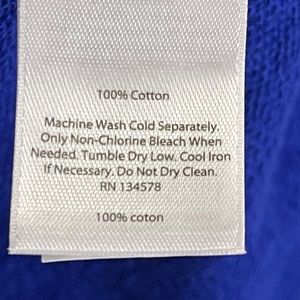 100% Cotton
Machine Wash Cold Separately.
Only Non-Chlorine Bleach When
Needed. Tumble Dry Low. Cool Iron
If Necessary. Do Not Dry Clean.
RN 134578
100% coton